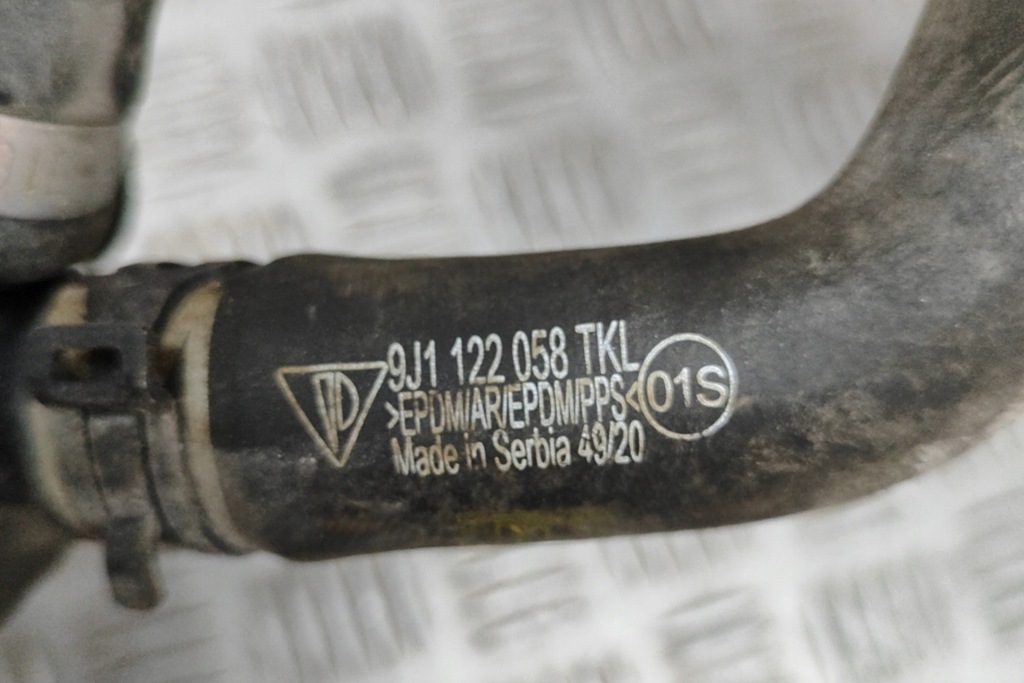 9J1 122 058 TKL
>EPDM/AR/EPDM/PPS<
01S
Made in Serbia 49/20